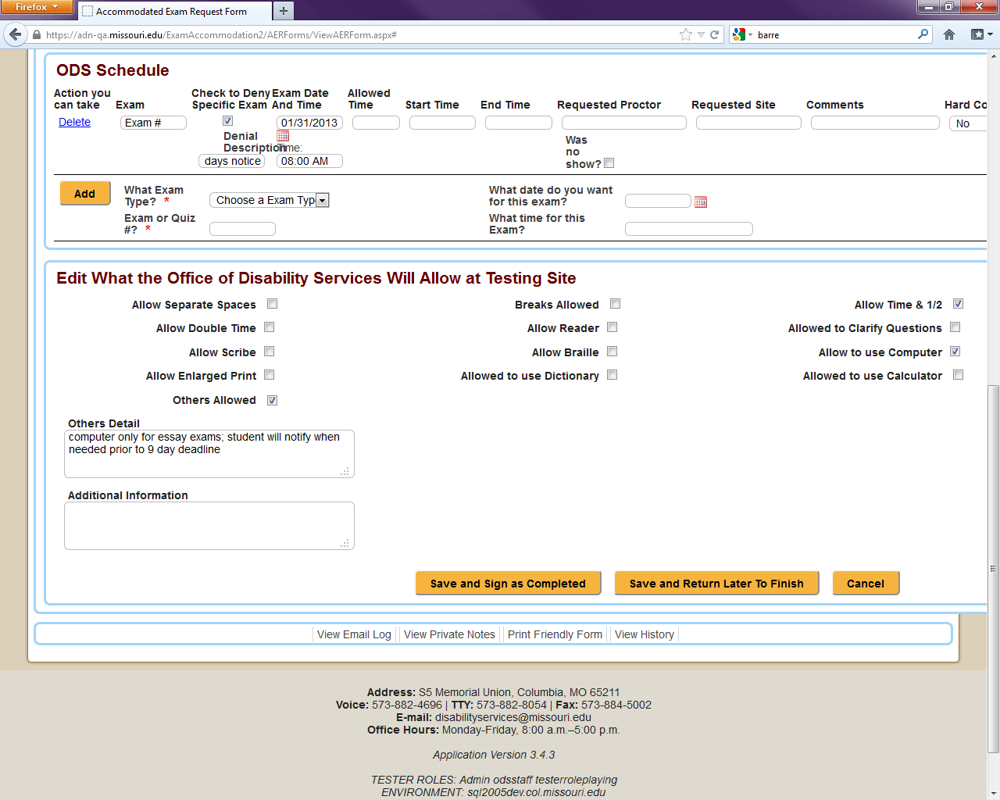 Firefox
Accommodated Exam Request Form
https://adn-qa.missouri.edu/ExamAccommodation2/AERForms/ViewAERForm.aspx#
barre
ODS Schedule
Action you can take
Exam
Check to Deny Specific Exam
Exam Date And Time
Allowed Time
Start Time
End Time
Requested Proctor
Requested Site
Comments
Hard Co
Delete
Exam #
01/31/2013
No
Denial Description
Time:
days notice
08:00 AM
Was no show?
Add
What Exam Type? *
Choose a Exam Typ
What date do you want for this exam?
Exam or Quiz #? *
What time for this Exam?
Edit What the Office of Disability Services Will Allow at Testing Site
Allow Separate Spaces
Breaks Allowed
Allow Time & 1/2
Allow Double Time
Allow Reader
Allowed to Clarify Questions
Allow Scribe
Allow Braille
Allow to use Computer
Allow Enlarged Print
Allowed to use Dictionary
Allowed to use Calculator
Others Allowed
Others Detail
computer only for essay exams; student will notify when
needed prior to 9 day deadline
Additional Information
Save and Sign as Completed
Save and Return Later To Finish
Cancel
View Email Log
View Private Notes
Print Friendly Form
View History
Address: S5 Memorial Union, Columbia, MO 65211
Voice: 573-882-4696 | TTY: 573-882-8054 | Fax: 573-884-5002
E-mail: disabilityservices@missouri.edu
Office Hours: Monday-Friday, 8:00 a.m.–5:00 p.m.
Application Version 3.4.3
TESTER ROLES: Admin odsstaff testerroleplaying
ENVIRONMENT: sql2005dev.col.missouri.edu